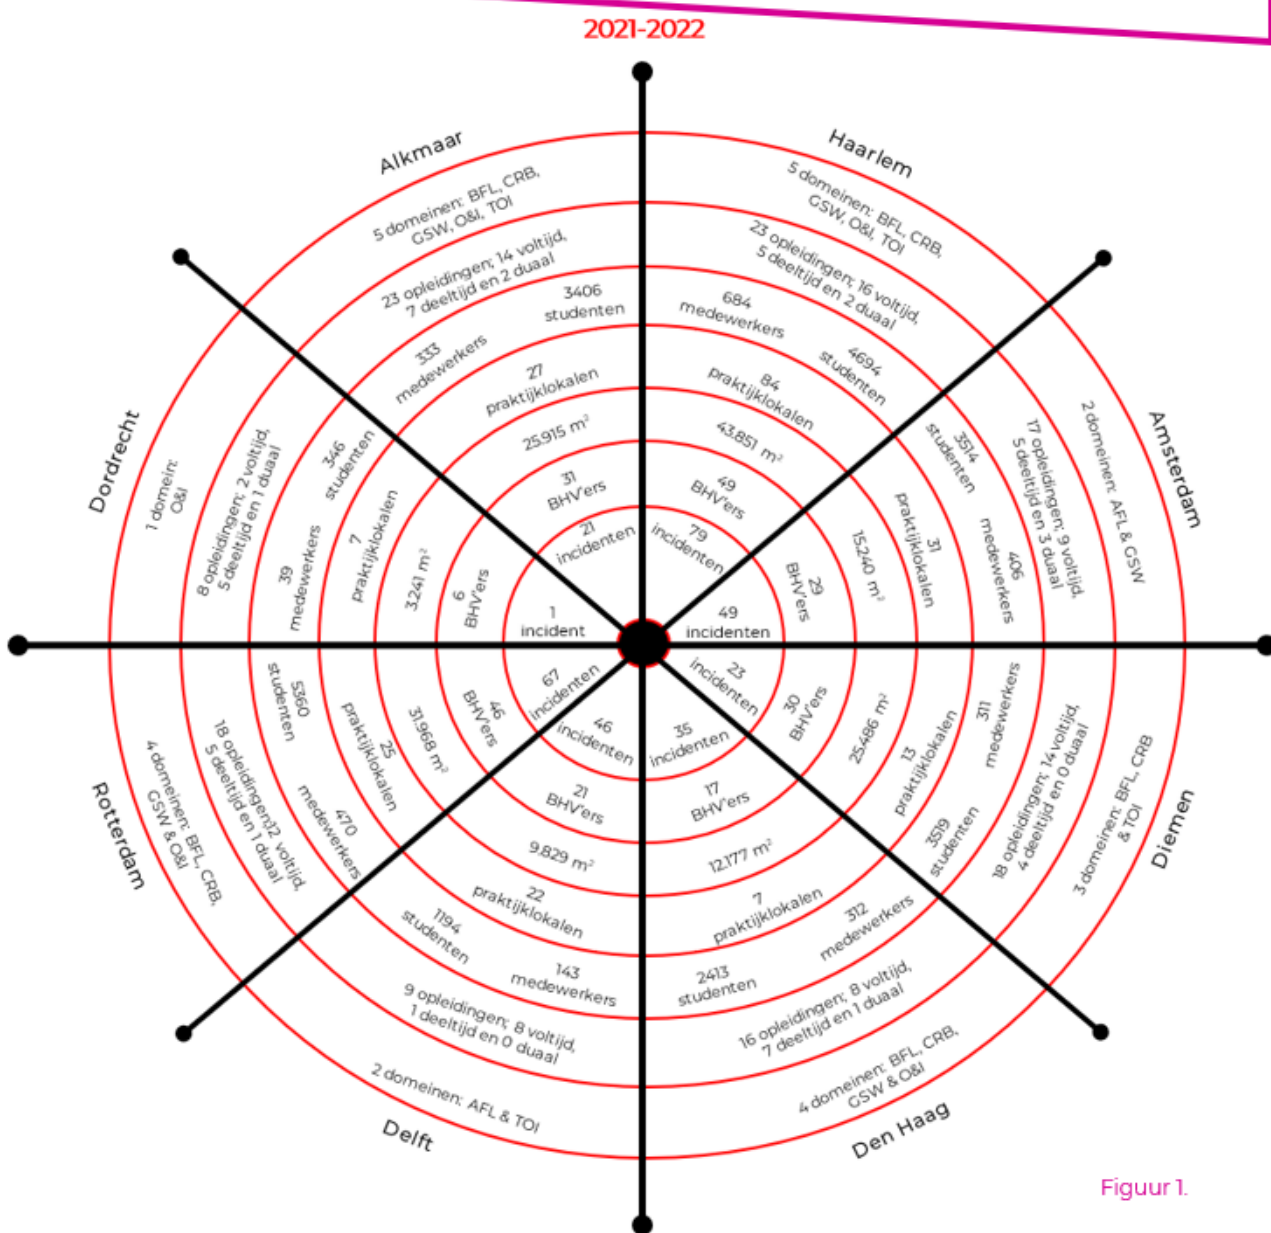 2021-2022
Haarlem
5 domeinen: BFL, CRB,
GSW, O&I, TOI
23 opleidingen; 16 voltijd,
5 deeltijd en 2 duaal
684
medewerkers
4694
studenten
84
praktijklokalen
43.851 m²
49
BHV'ers
79
incidenten
Amsterdam
2 domeinen: AFL & GSW
17 opleidingen; 9 voltijd,
5 deeltijd en 3 duaal
3514
studenten
406
medewerkers
31
praktijklokalen
15.240 m²
29
BHV'ers
49
incidenten
Diemen
3 domeinen: BFL, CRB
& TOI
18 opleidingen; 14 voltijd,
4 deeltijd en 0 duaal
311
medewerkers
3519
studenten
13
praktijklokalen
25.486 m²
30
BHV'ers
23
incidenten
Den Haag
4 domeinen: BFL, CRB,
GSW & O&I
16 opleidingen; 8 voltijd,
7 deeltijd en 1 duaal
312
medewerkers
2413
studenten
7
praktijklokalen
12.177 m²
17
BHV'ers
35
incidenten
Delft
2 domeinen: AFL & TOI
9 opleidingen; 8 voltijd,
1 deeltijd en 0 duaal
1194
studenten
143
medewerkers
22
praktijklokalen
9.829 m²
21
BHV'ers
46
incidenten
Rotterdam
4 domeinen: BFL, CRB,
GSW & O&I
18 opleidingen;12 voltijd,
5 deeltijd en 1 duaal
5360
studenten
470
medewerkers
25
praktijklokalen
31.968 m²
46
BHV'ers
67
incidenten
Dordrecht
1 domein:
O&I
8 opleidingen; 2 voltijd,
5 deeltijd en 1 duaal
346
studenten
39
medewerkers
7
praktijklokalen
3.241 m²
6
BHV'ers
1
incident
Alkmaar
5 domeinen: BFL, CRB,
GSW, O&I, TOI
23 opleidingen; 14 voltijd,
7 deeltijd en 2 duaal
3406
studenten
333
medewerkers
27
praktijklokalen
25.915 m²
31
BHV'ers
21
incidenten
Figuur 1.